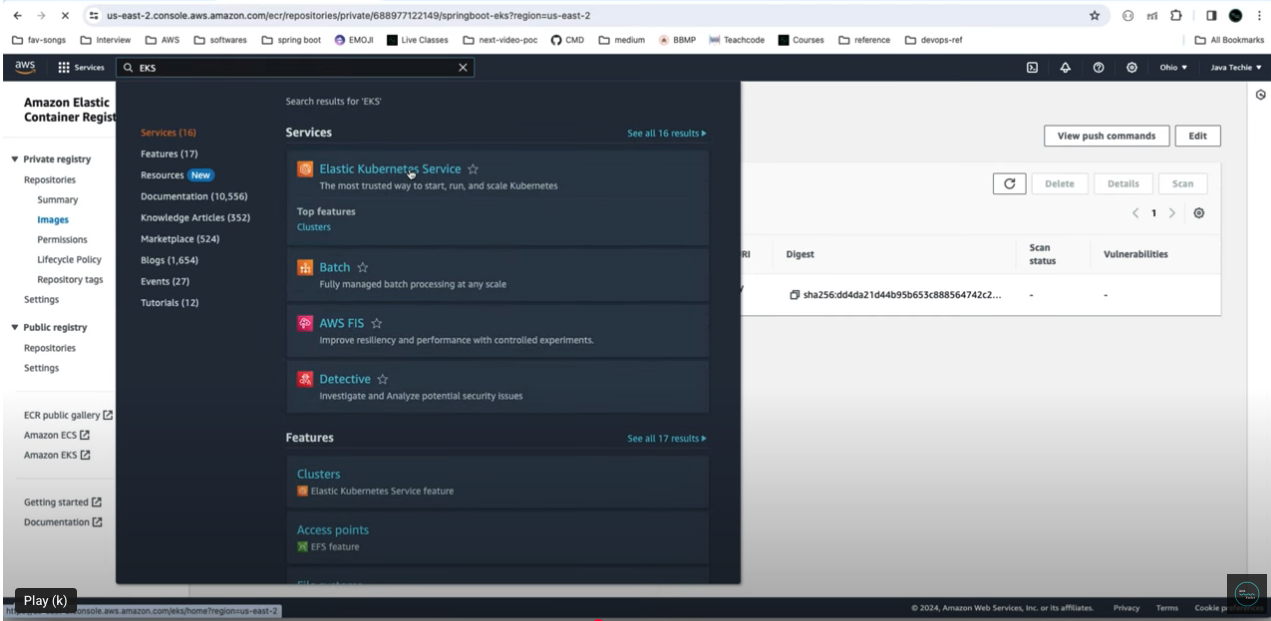 us-east-2.console.aws.amazon.com/ecr/repositories/private/688977122149/springboot-eks?region=us-east-2
fav-songs Interview AWS softwares spring boot EMOJI Live Classes next-video-poc CMD medium BBMP Teachcode Courses reference devops-ref All Bookmarks
aws Services EKS Ohio Java Techie
Amazon Elastic
Container Regist
Private registry
Repositories
Summary
Images
Permissions
Lifecycle Policy
Repository tags
Settings
Public registry
Repositories
Settings
ECR public gallery
Amazon ECS
Amazon EKS
Getting started
Documentation
Services (16)
Features (17)
Resources New
Documentation (10,556)
Knowledge Articles (352)
Marketplace (524)
Blogs (1,654)
Events (27)
Tutorials (12)
Search results for 'EKS'
Services See all 16 results
Elastic Kubernetes Service
The most trusted way to start, run, and scale Kubernetes
Top features
Clusters
Batch
Fully managed batch processing at any scale
AWS FIS
Improve resiliency and performance with controlled experiments.
Detective
Investigate and Analyze potential security issues
Features See all 17 results
Clusters
Elastic Kubernetes Service feature
Access points
EFS feature
View push commands Edit
Delete Details Scan
1
RI Digest Scan status Vulnerabilities
sha256:dd4da21d44b95b653c888564742c2... - -
Play (k)
console.aws.amazon.com/eks/home?region=us-east-2
© 2024, Amazon Web Services, Inc. or its affiliates. Privacy Terms Cookie preferences